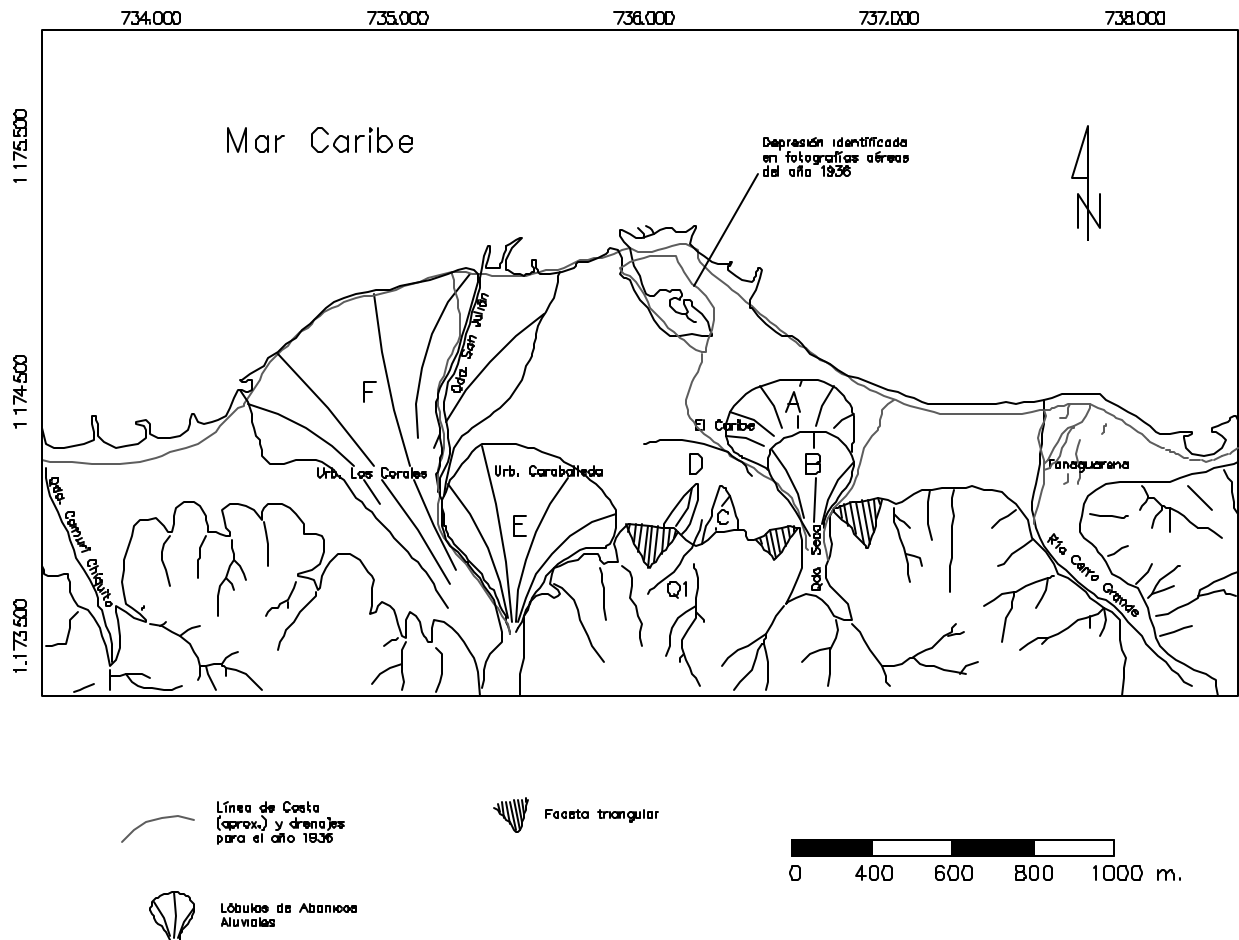 734.000 735.000 736.000 737.000 738.000
1.175.500
1.174.500
1.173.500
Mar Caribe
Depresión identificada
en fotografías aéreas
del año 1936
N
Qda. San Julián
F
A
El Caribe
B
D
Urb. Los Corales
Urb. Caraballeda
Tanaguarena
C
E
Qda. Camurí Chiquito
Qda. Seca
Río Cerro Grande
Q1
Línea de Costa
(aprox.) y drenajes
para el año 1936
Faceta triangular
0 400 600 800 1000 m.
Lóbulos de Abanicos
Aluviales